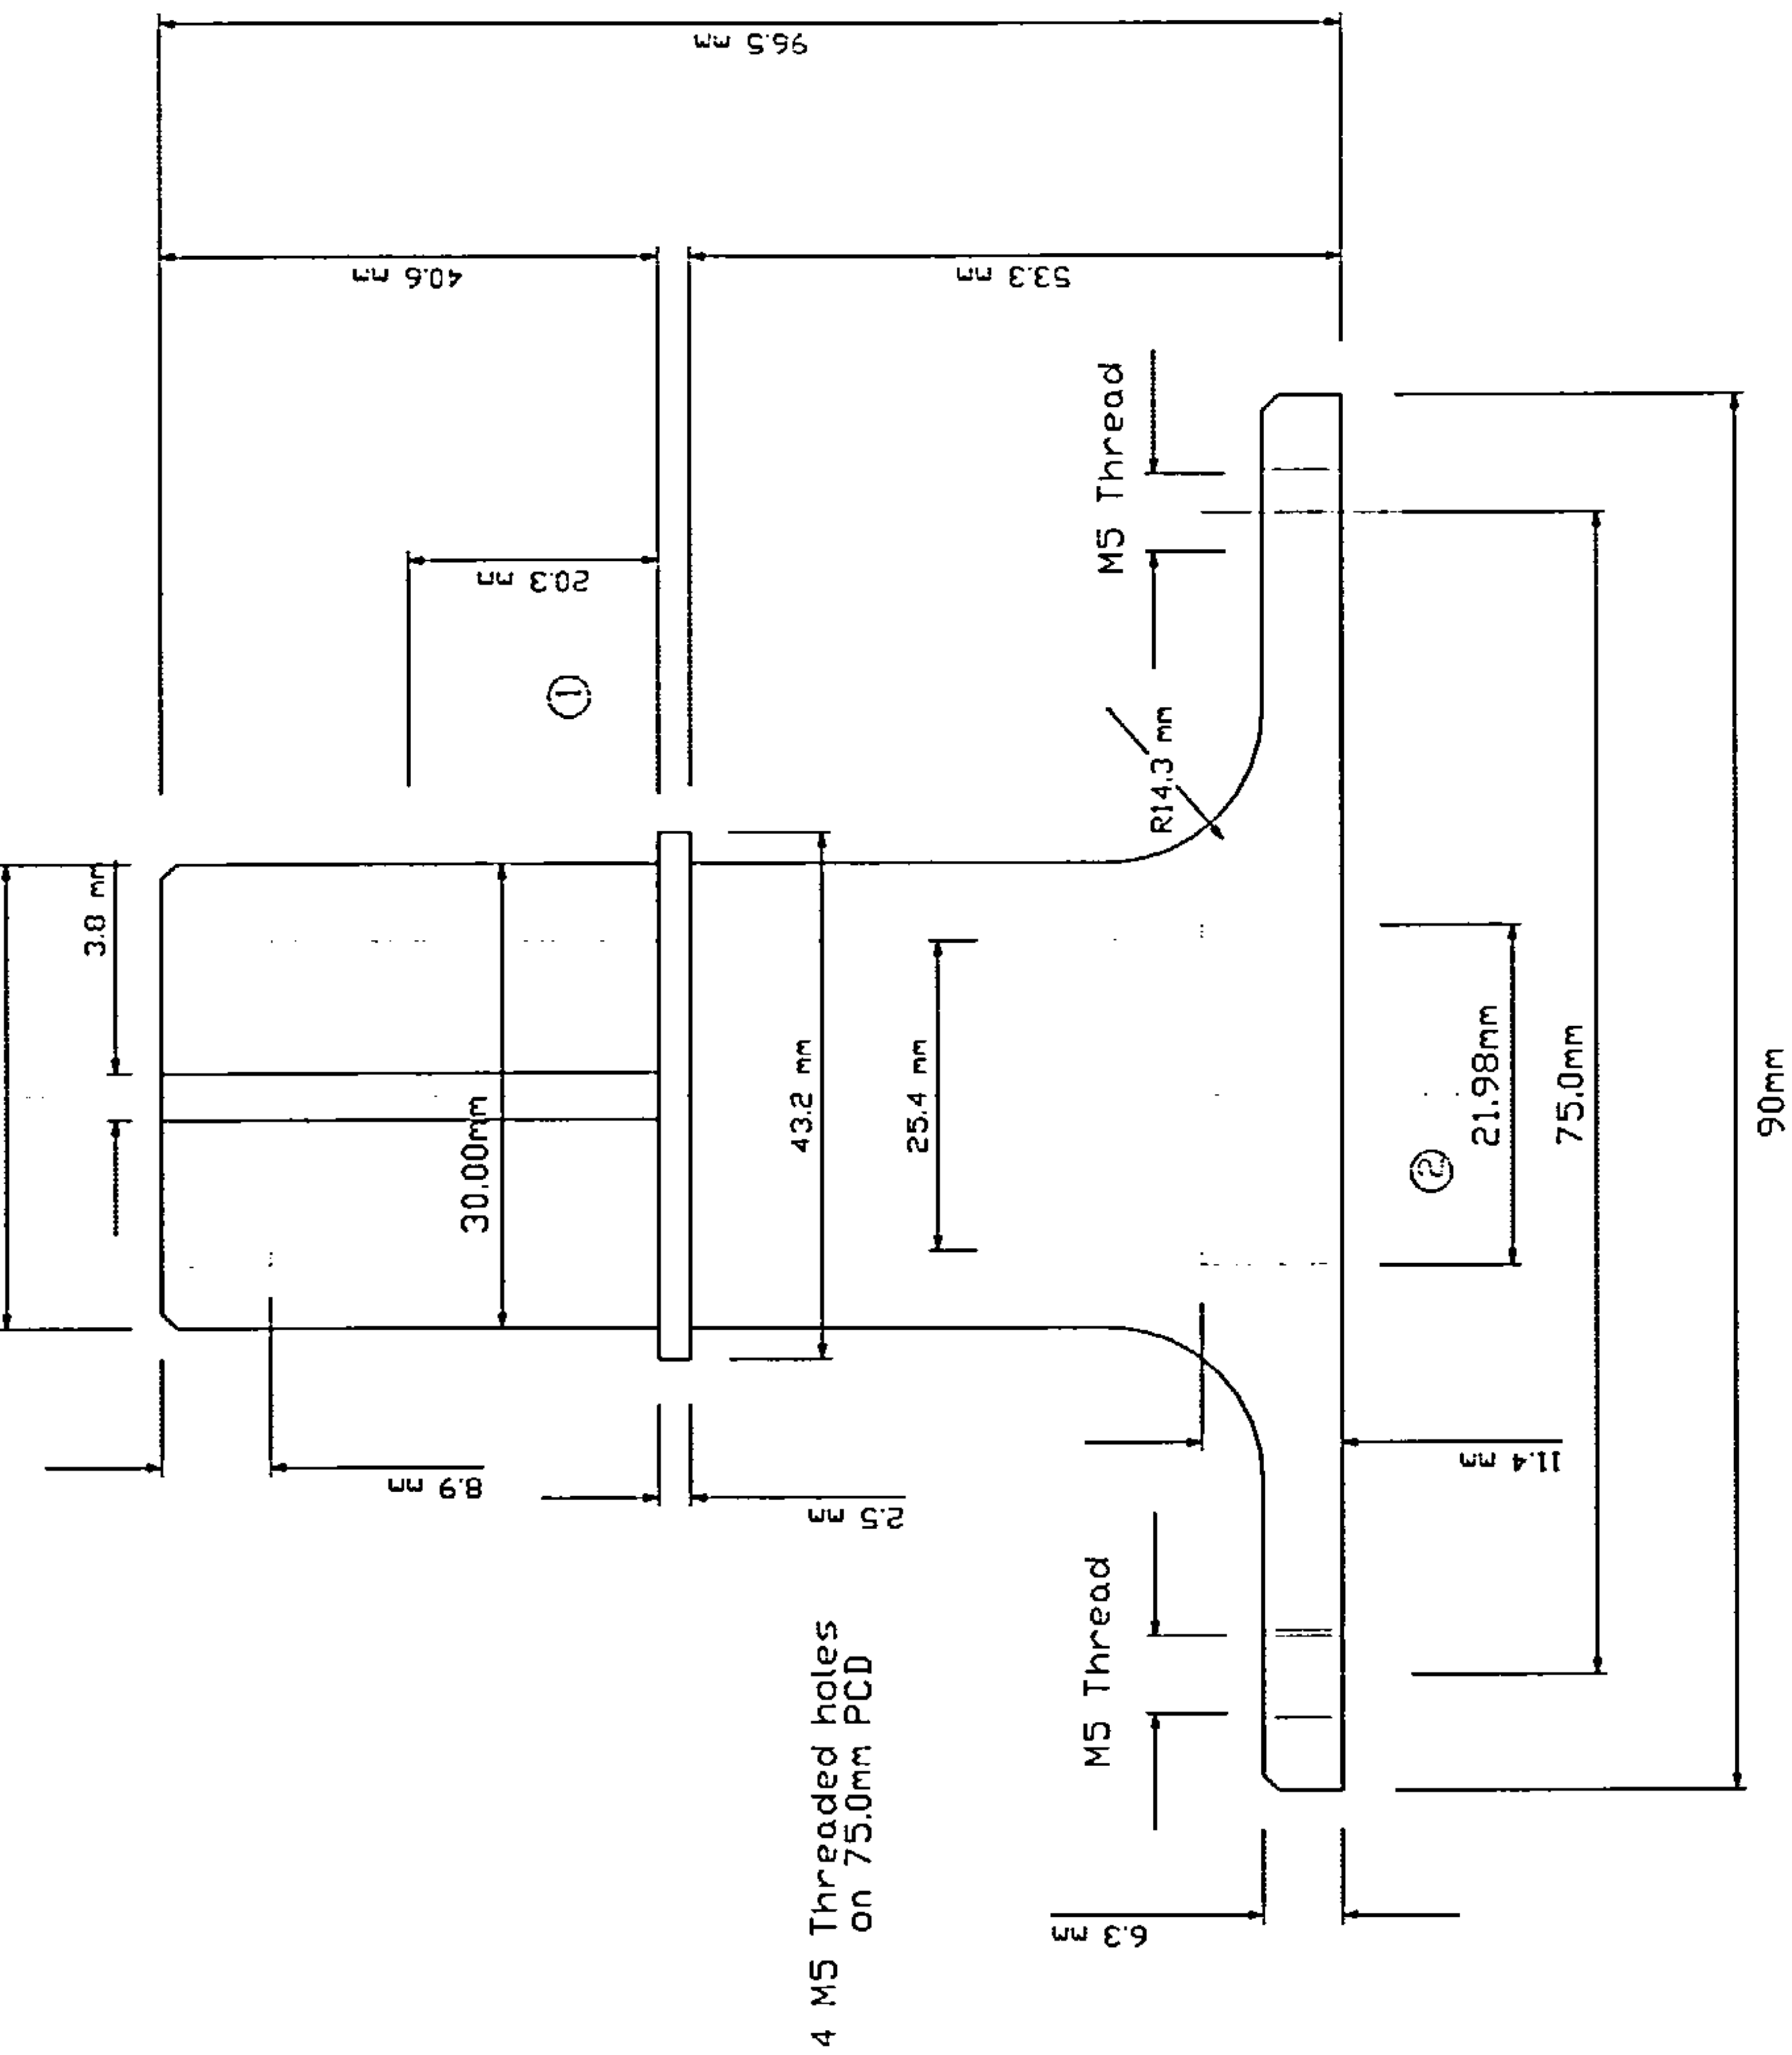 96.5 mm
40.6 mm
53.3 mm
20.3 mm
M5 Thread
1
R14.3 mm
3.8 mm
30.00mm
43.2 mm
25.4 mm
21.98mm
75.0mm
90mm
2
8.9 mm
2.5 mm
11.4 mm
M5 Thread
4 M5 Threaded holes
on 75.0mm PCD
6.3 mm